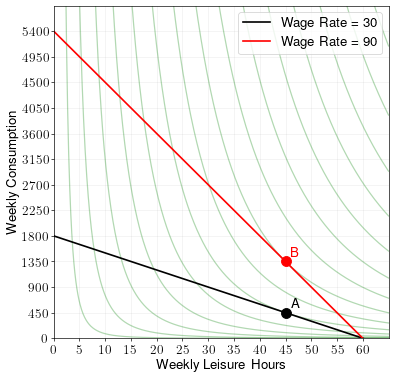 Wage Rate = 30
Wage Rate = 90
5400
4950
4500
4050
3600
3150
2700
2250
1800
1350
900
450
0
B
A
0 5 10 15 20 25 30 35 40 45 50 55 60
Weekly Consumption
Weekly Leisure Hours